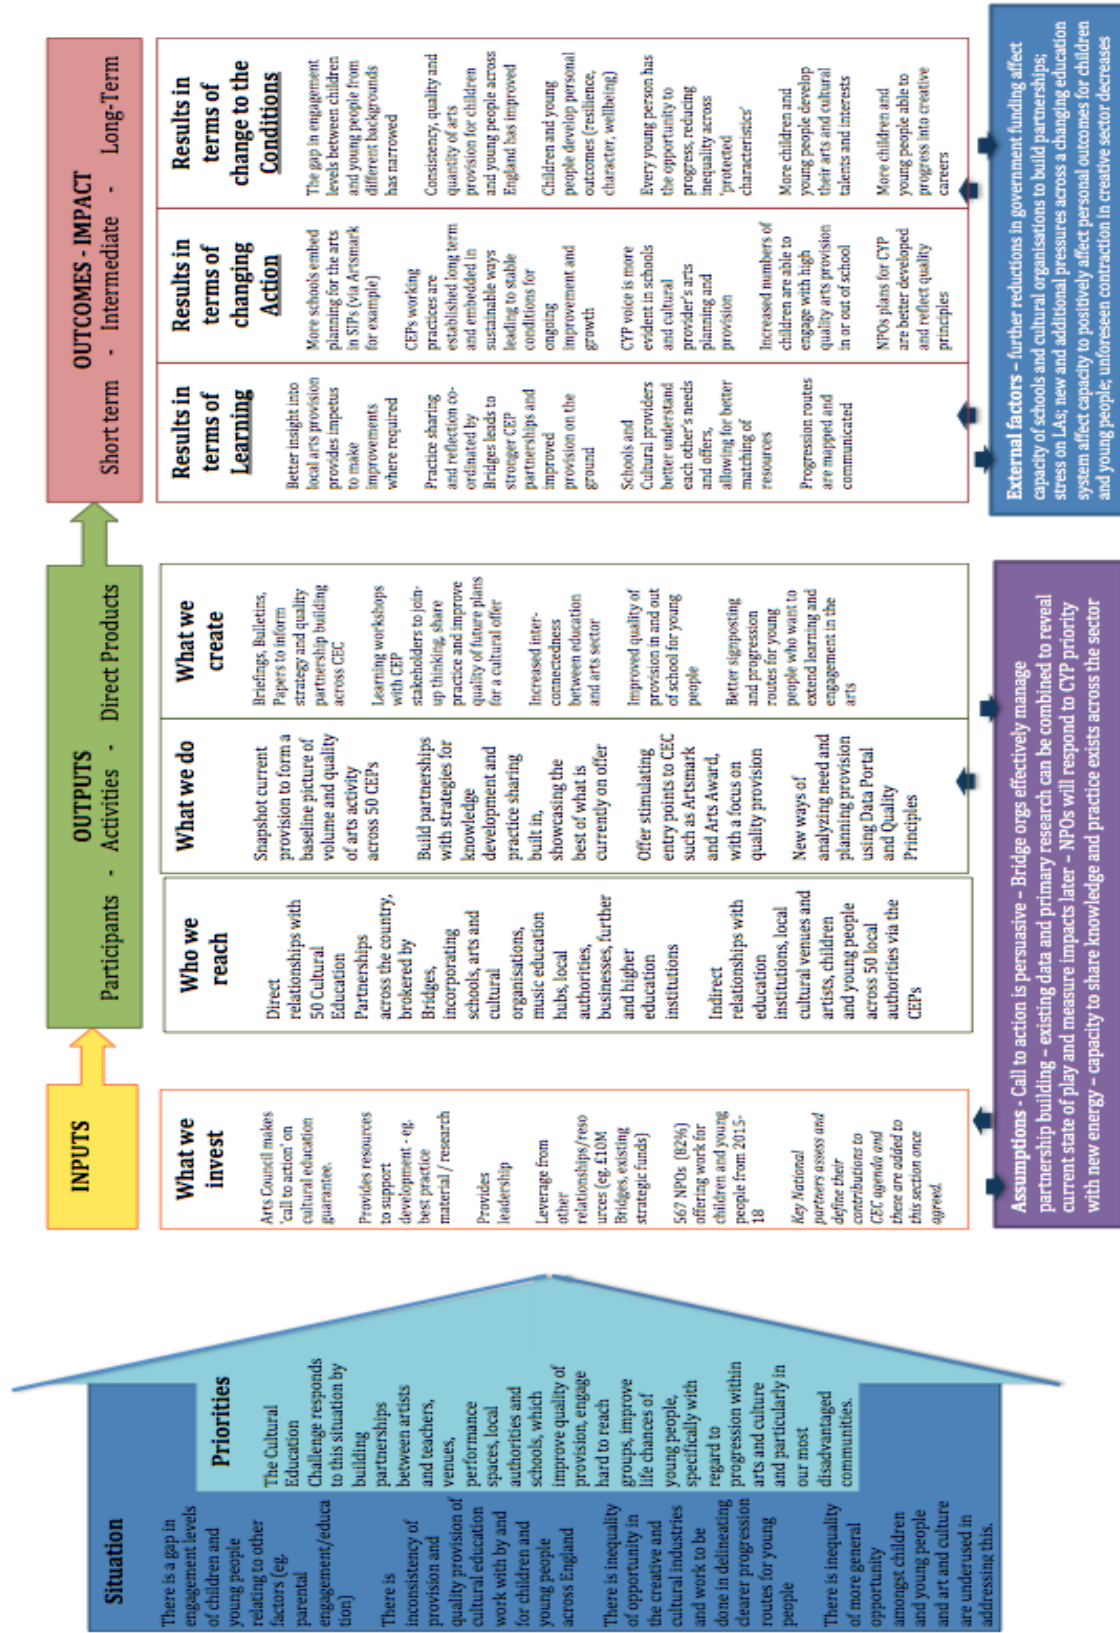 Situation
There is a gap in
engagement levels
of children and
young people
relating to other
factors (eg.
parental
engagement/educa
tion)
There is
inconsistency of
provision and
quality provision of
cultural education
work with by and
for children and
young people
across England
There is inequality
of opportunity in
the creative and
cultural industries
and work to be
done in delineating
clearer progression
routes for young
people
There is inequality
of more general
opportunity
amongst children
and young people
and art and culture
are underused in
addressing this.
Priorities
The Cultural
Education
Challenge responds
to this situation by
building
partnerships
between artists
and teachers,
venues,
performance
spaces, local
authorities and
schools, which
improve quality of
provision, engage
hard to reach
groups, improve
life chances of
young people,
specifically with
regard to
progression within
arts and culture
and particularly in
our most
disadvantaged
communities.
INPUTS
What we
invest
Arts Council makes
'call to action' on
cultural education
guarantee.
Provides resources
to support
development - eg.
best practice
material / research
Provides
leadership
Leverage from
other
relationships/reso
urces (eg. £10M
Bridges, existing
strategic funds)
567 NPOs (82%)
offering work for
children and young
people from 2015-
18
Key National
partners assess and
define their
contributions to
CEC agenda and
these are added to
this section once
agreed.
OUTPUTS
Participants - Activities - Direct Products
Who we
reach
Direct
relationships with
50 Cultural
Education
Partnerships
across the country,
brokered by
Bridges,
incorporating
schools, arts and
cultural
organisations,
music education
hubs, local
authorities,
businesses, further
and higher
education
institutions
Indirect
relationships with
education
institutions, local
cultural venues and
artists, children
and young people
across 50 local
authorities via the
CEPs
What we do
Snapshot current
provision to form a
baseline picture of
volume and quality
of arts activity
across 50 CEPs
Build partnerships
with strategies for
knowledge
development and
practice sharing
built in,
showcasing the
best of what is
currently on offer
Offer stimulating
entry points to CEC
such as Artsmark
and Arts Award,
with a focus on
quality provision
New ways of
analyzing need and
planning provision
using Data Portal
and Quality
Principles
What we
create
Briefings, Bulletins,
Papers to inform
strategy and quality
partnership building
across CEC
Learning workshops
with CEP
stakeholders to join-
up thinking, share
practice and improve
quality of future plans
for a cultural offer
Increased inter-
connectedness
between education
and arts sector
Improved quality of
provision in and out
of school for young
people
Better signposting
and progression
routes for young
people who want to
extend learning and
engagement in the
arts
OUTCOMES - IMPACT
Short term - Intermediate - Long-Term
Results in
terms of
Learning
Better insight into
local arts provision
provides impetus
to make
improvements
where required
Practice sharing
and reflection co-
ordinated by
Bridges leads to
stronger CEP
partnerships and
improved
provision on the
ground
Schools and
Cultural providers
better understand
each other's needs
and offers,
allowing for better
matching of
resources
Progression routes
are mapped and
communicated
Results in
terms of
changing
Action
More schools embed
planning for the arts
in SIPs (via Artsmark
for example)
CEPs working
practices are
established long term
and embedded in
sustainable ways
leading to stable
conditions for
ongoing
improvement and
growth
CYP voice is more
evident in schools
and cultural
provider's arts
planning and
provision
Increased numbers of
children are able to
engage with high
quality arts provision
in or out of school
NPOs plans for CYP
are better developed
and reflect quality
principles
Results in
terms of
change to the
Conditions
The gap in engagement
levels between children
and young people from
different backgrounds
has narrowed
Consistency, quality and
quantity of arts
provision for children
and young people across
England has improved
Children and young
people develop personal
outcomes (resilience,
character, wellbeing)
Every young person has
the opportunity to
progress, reducing
inequality across
'protected
characteristics'
More children and
young people develop
their arts and cultural
talents and interests
More children and
young people able to
progress into creative
careers
Assumptions - Call to action is persuasive – Bridge orgs effectively manage
partnership building – existing data and primary research can be combined to reveal
current state of play and measure impacts later – NPOs will respond to CYP priority
with new energy – capacity to share knowledge and practice exists across the sector
External factors – further reductions in government funding affect
capacity of schools and cultural organisations to build partnerships;
stress on LAs; new and additional pressures across a changing education
system affect capacity to positively affect personal outcomes for children
and young people; unforeseen contraction in creative sector decreases